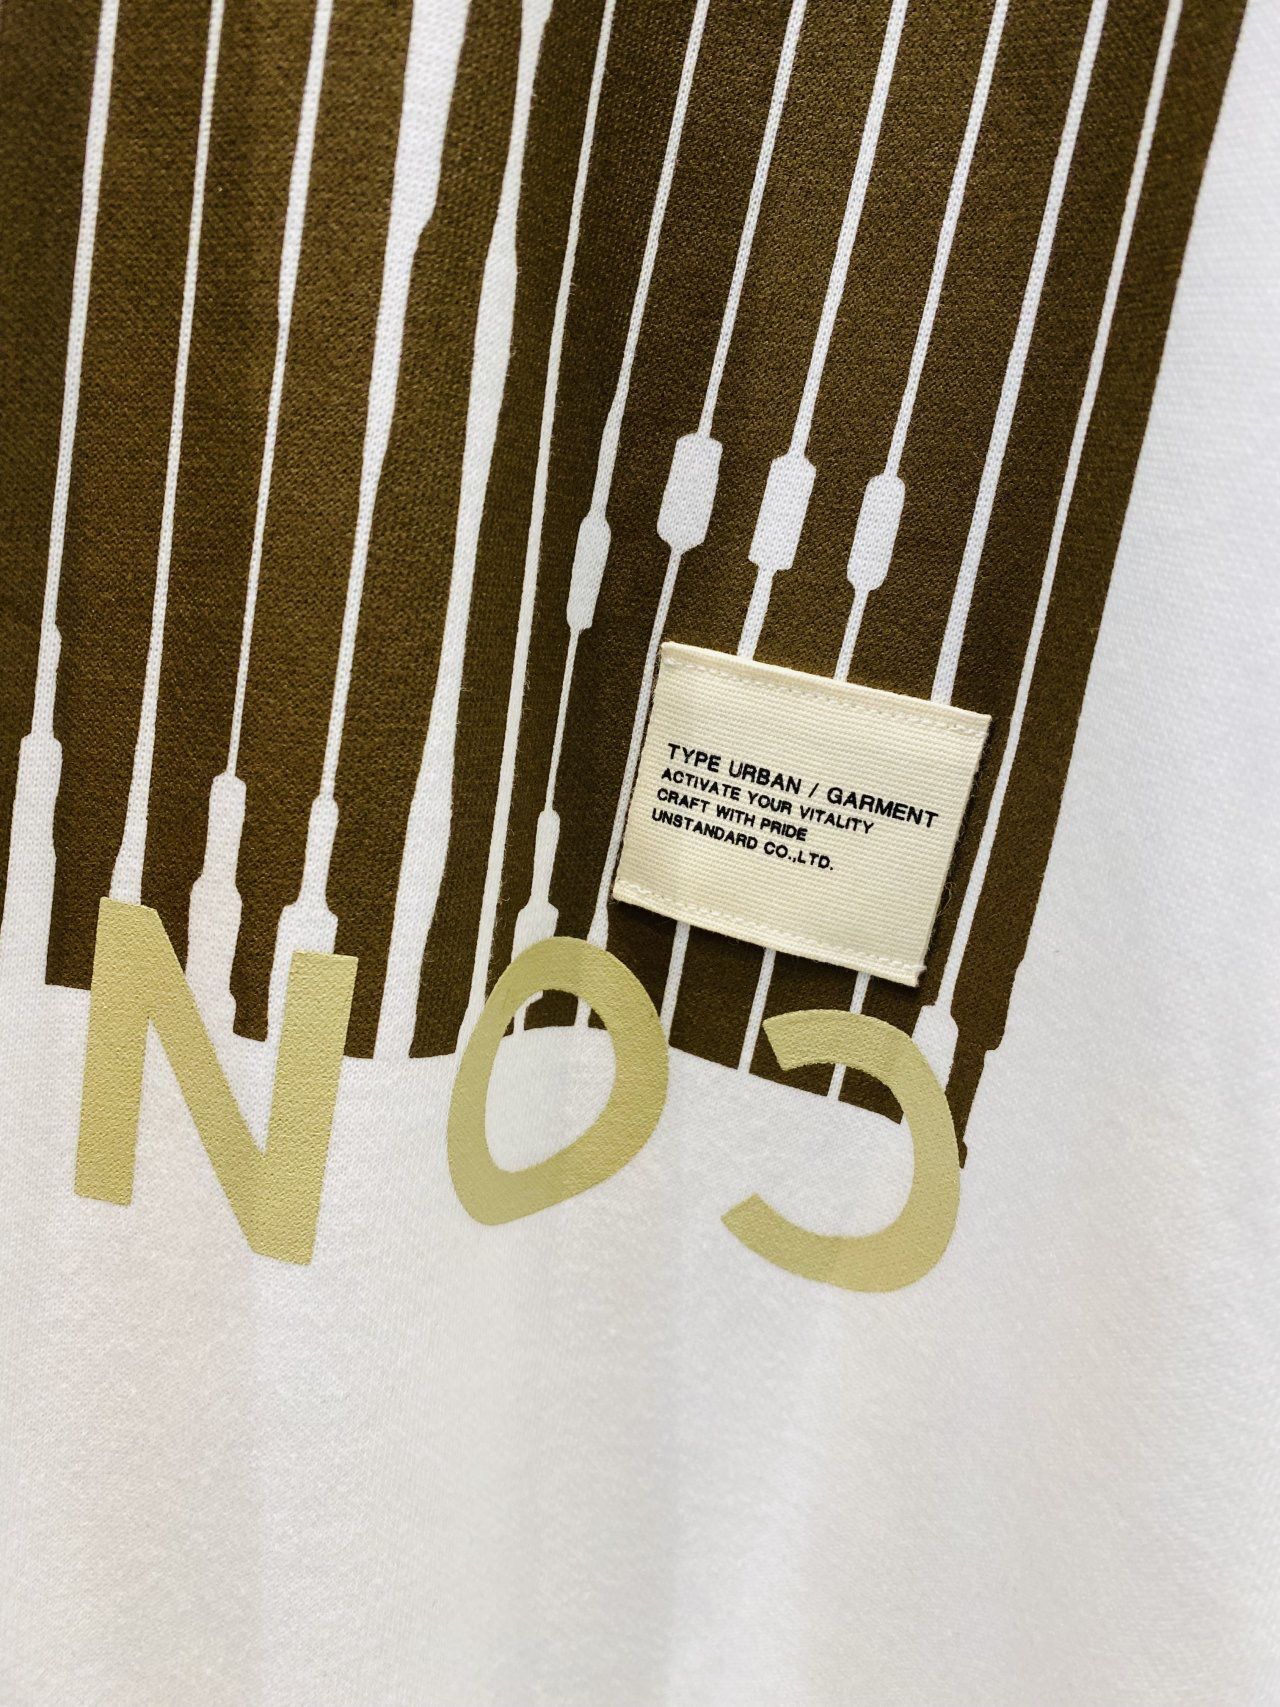 TYPE URBAN / GARMENT
ACTIVATE YOUR VITALITY
CRAFT WITH PRIDE
UNSTANDARD CO.,LTD.
NOC